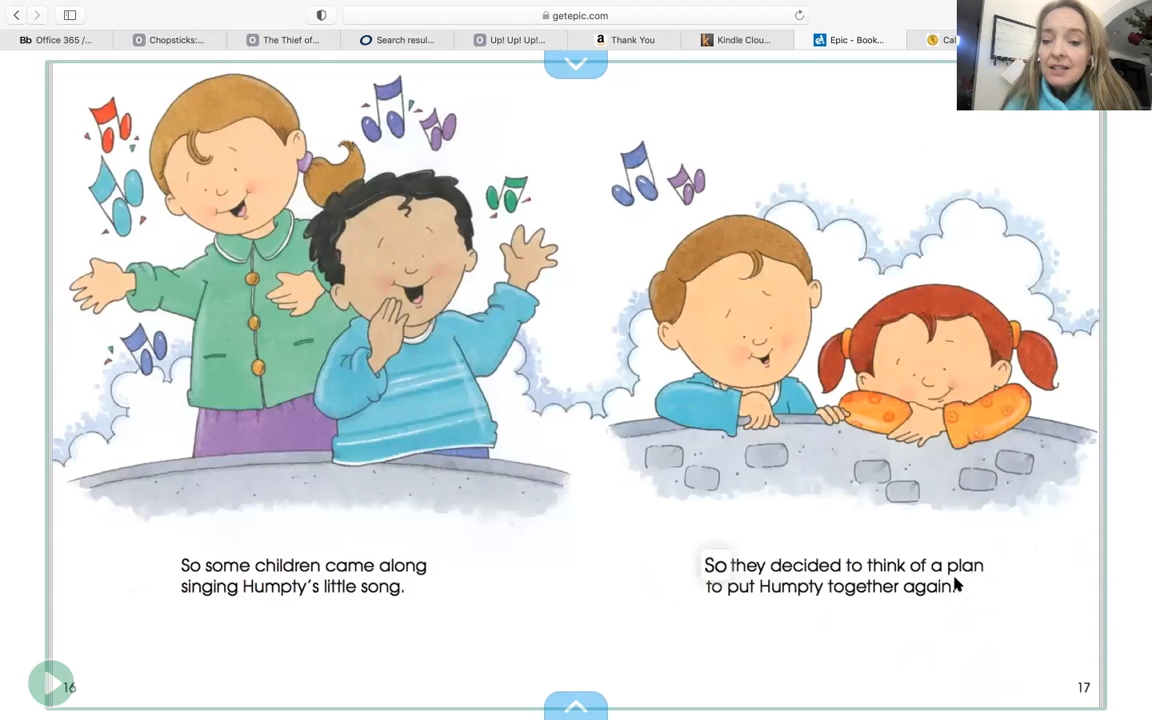 getepic.com
Bb Office 365 /...
Chopsticks:...
The Thief of...
Search resul...
Up! Up! Up!...
a Thank You
Kindle Clou...
Epic - Book...
Cal
So some children came along
singing Humpty's little song.
So they decided to think of a plan
to put Humpty together again.
16
17